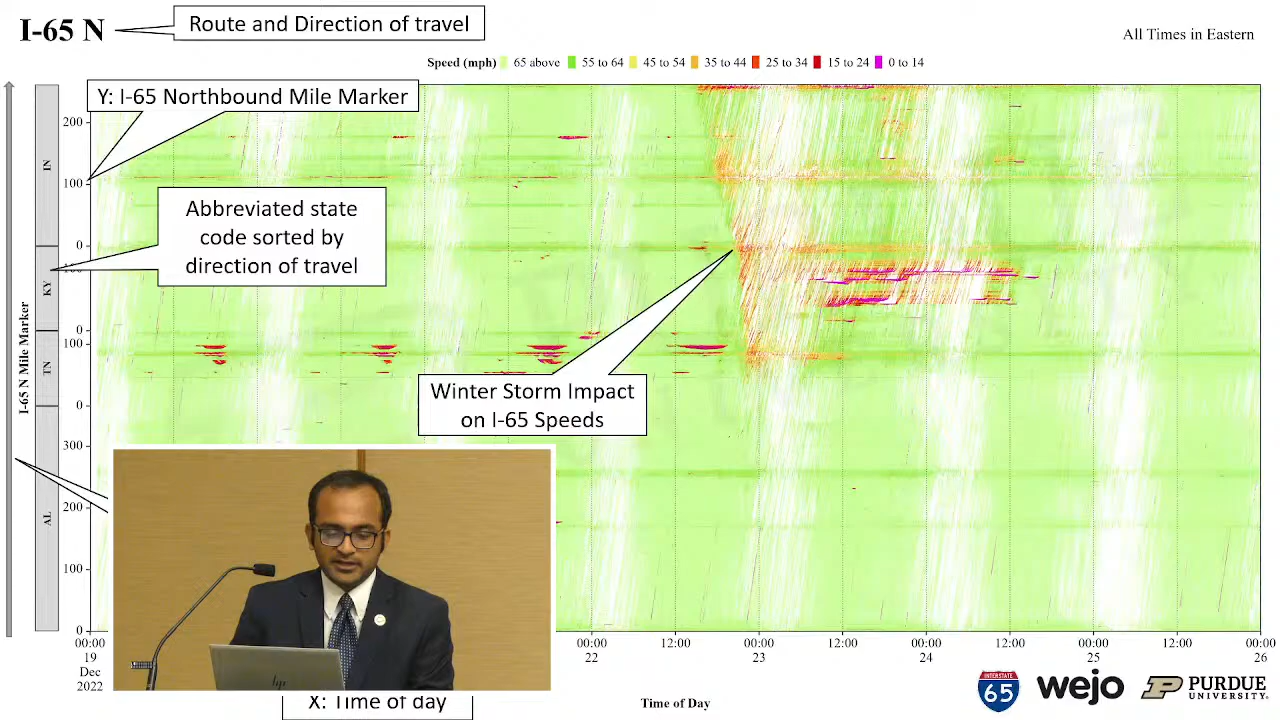 I-65 N
Route and Direction of travel
All Times in Eastern
Speed (mph) 65 above 55 to 64 45 to 54 35 to 44 25 to 34 15 to 24 0 to 14
Y: I-65 Northbound Mile Marker
200
IN
100
Abbreviated state
code sorted by
direction of travel
0
KY
0
I-65 N Mile Marker
100
TN
0
Winter Storm Impact
on I-65 Speeds
300
200
AL
100
0
00:00
19
Dec
2022
00:00
22
12:00
00:00
23
12:00
00:00
24
12:00
00:00
25
12:00
00:00
26
X: Time of day
Time of Day
hp
INTERSTATE
65
wejo
P PURDUE
UNIVERSITY®